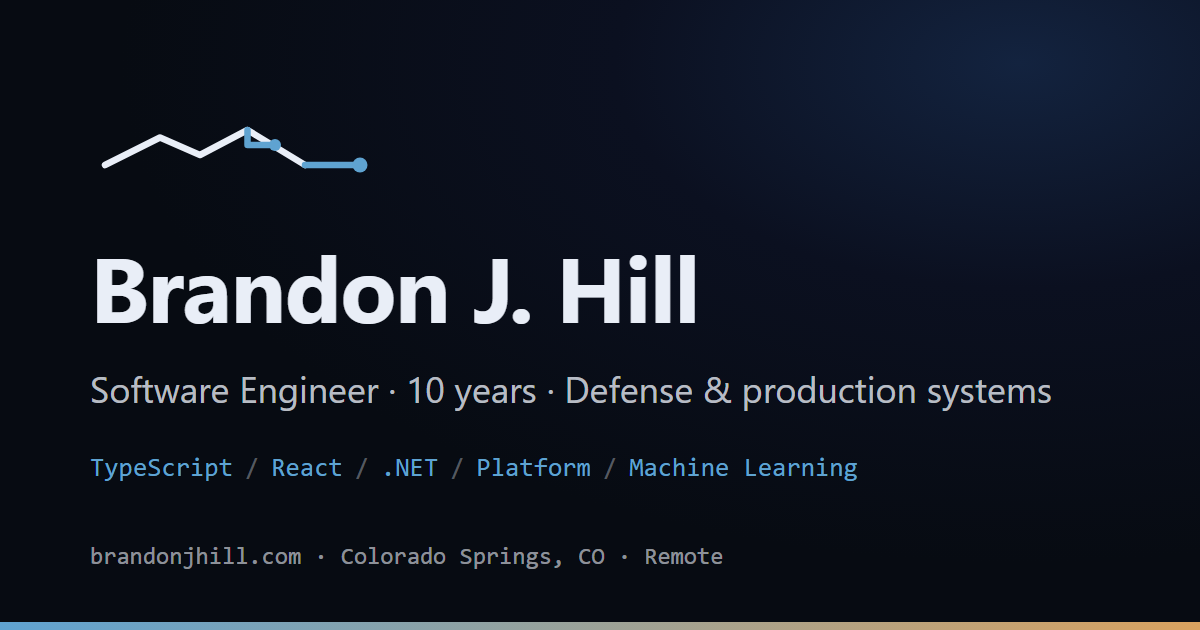 Brandon J. Hill
Software Engineer · 10 years · Defense & production systems
TypeScript / React / .NET / Platform / Machine Learning
brandonjhill.com · Colorado Springs, CO · Remote